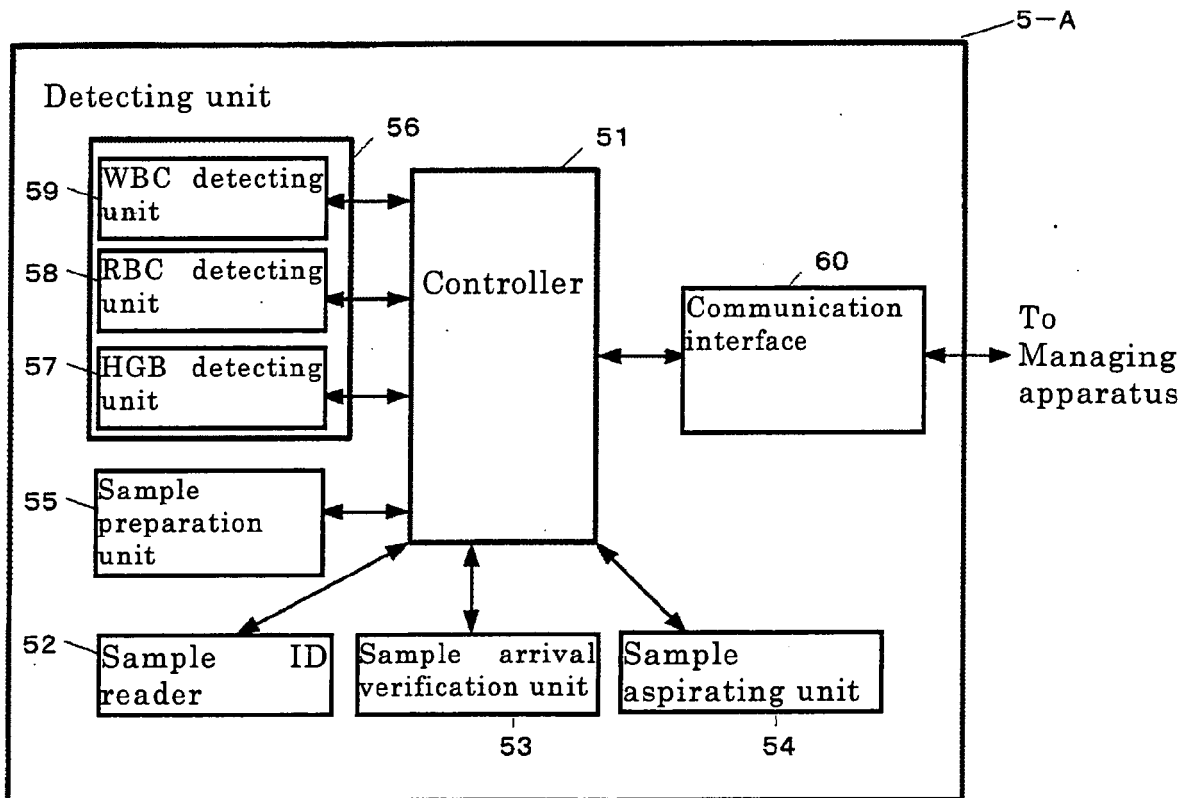 5-A
Detecting unit
56
51
59
WBC detecting
unit
58
RBC detecting
unit
57
HGB detecting
unit
Controller
60
Communication
interface
To
Managing
apparatus
55
Sample
preparation
unit
52
Sample ID
reader
Sample arrival
verification unit
53
Sample
aspirating unit
54